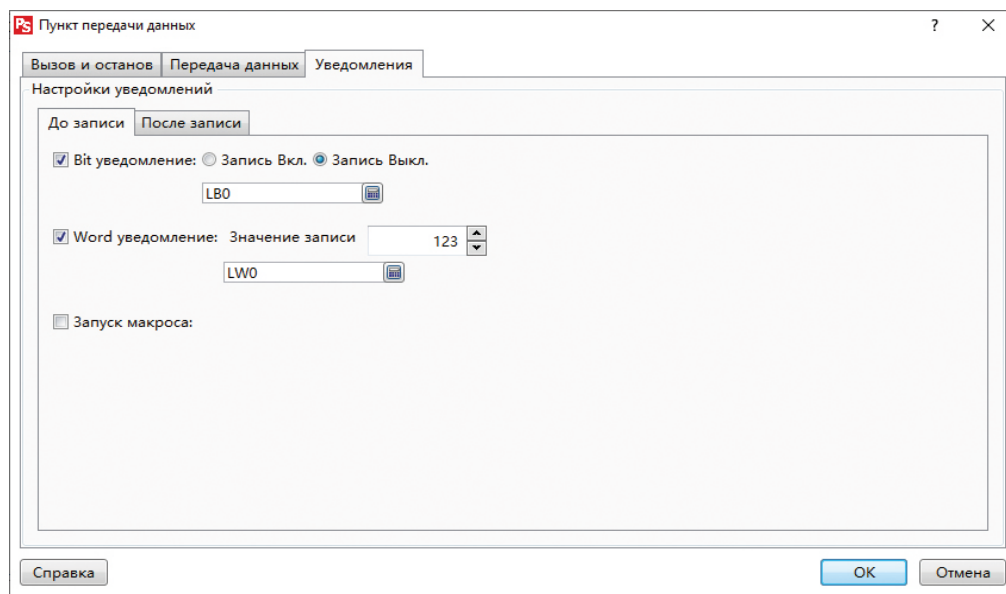 PS Пункт передачи данных ? ×
Вызов и останов Передача данных Уведомления
Настройки уведомлений
До записи После записи
Bit уведомление: Запись Вкл. Запись Выкл.
LB0
Word уведомление: Значение записи 123
LW0
Запуск макроса:
Справка OK Отмена